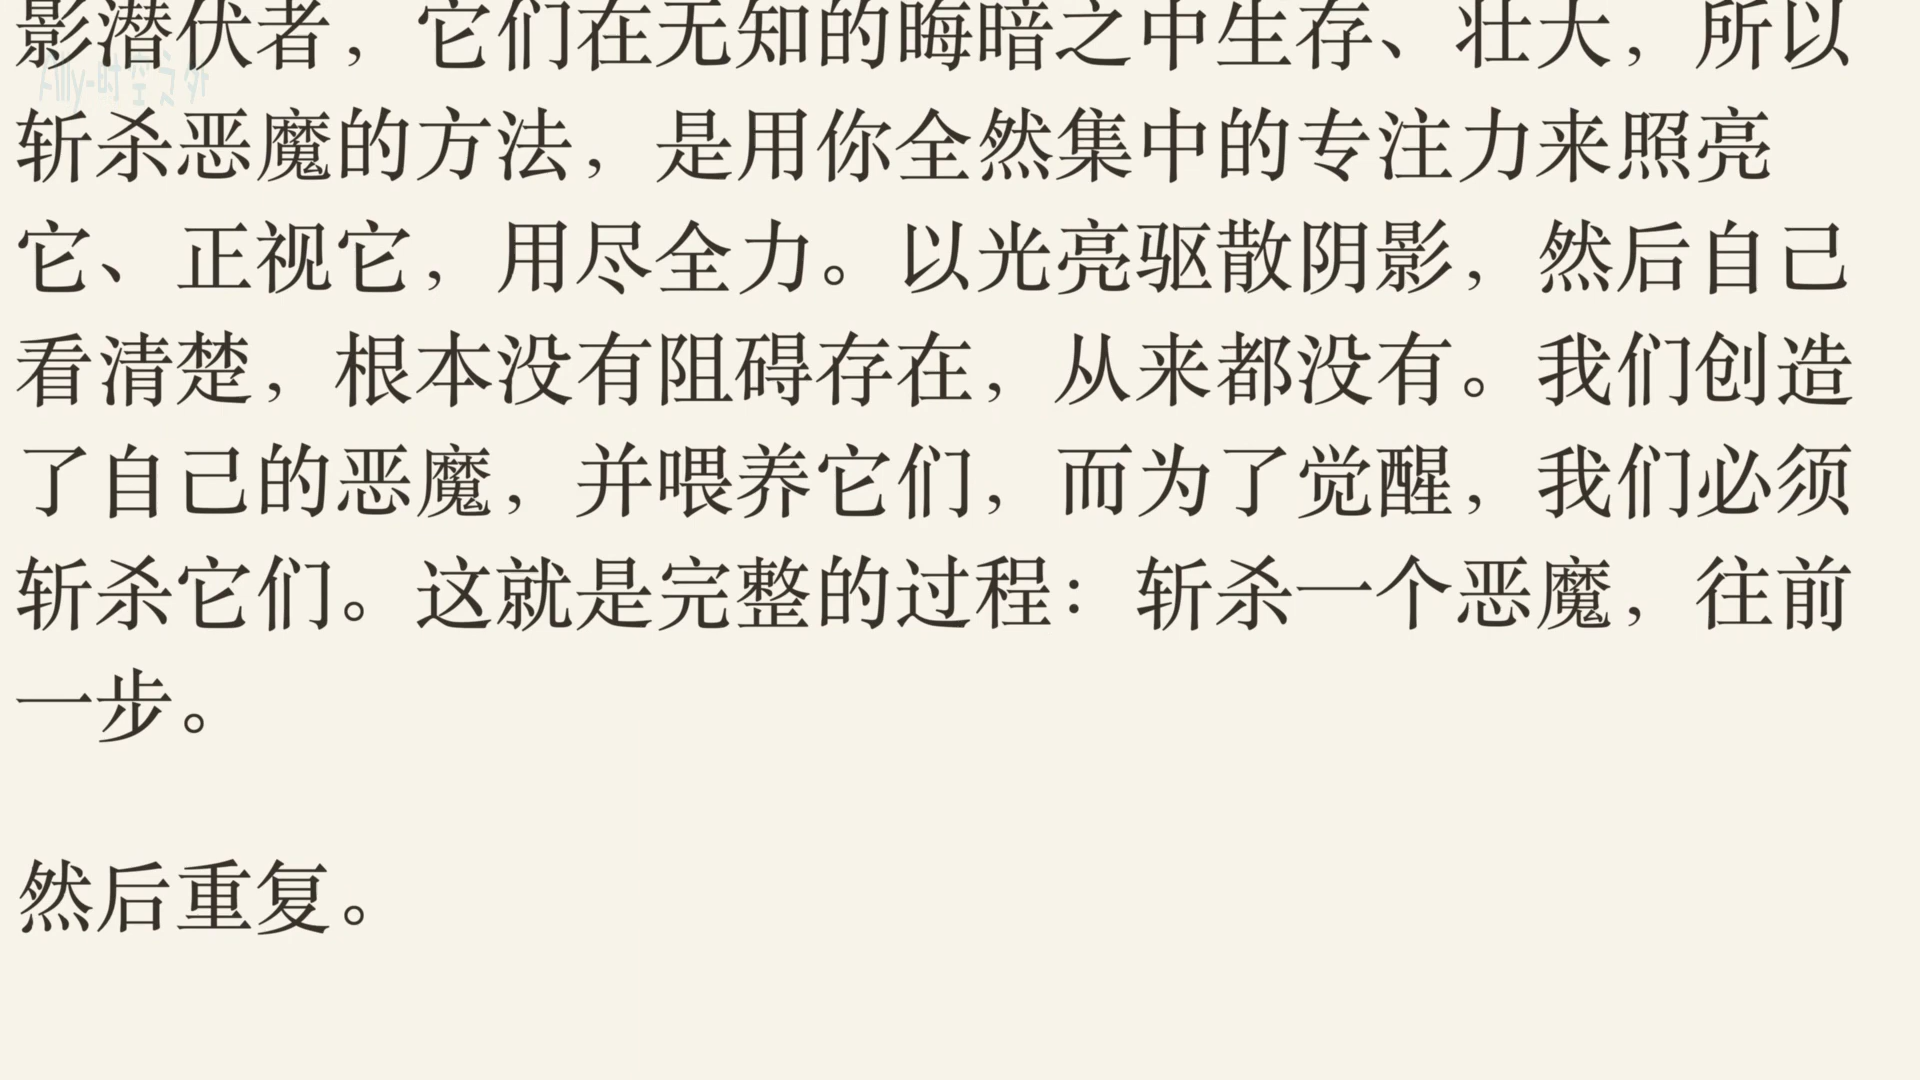 影潜伏者，它们在无知的晦暗之中生存、壮大，所以
斩杀恶魔的方法，是用你全然集中的专注力来照亮
它、正视它，用尽全力。以光亮驱散阴影，然后自己
看清楚，根本没有阻碍存在，从来都没有。我们创造
了自己的恶魔，并喂养它们，而为了觉醒，我们必须
斩杀它们。这就是完整的过程：斩杀一个恶魔，往前
一步。
然后重复。